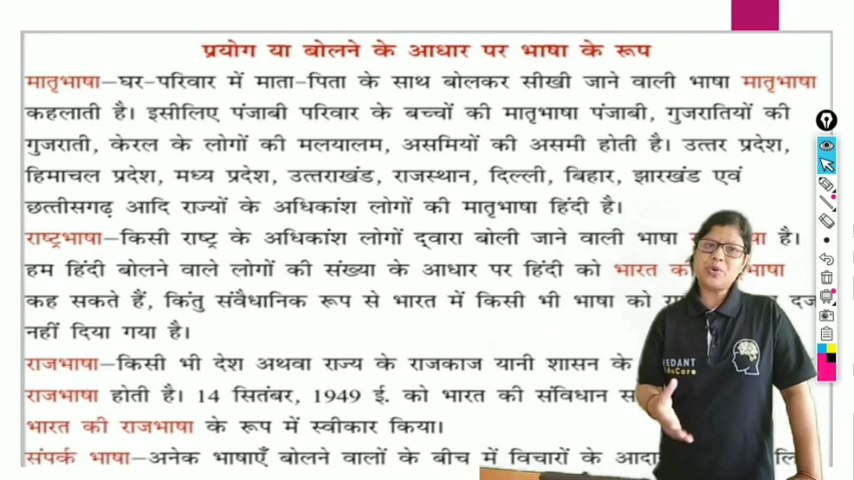 प्रयोग या बोलने के आधार पर भाषा के रूप
मातृभाषा–घर-परिवार में माता-पिता के साथ बोलकर सीखी जाने वाली भाषा मातृभाषा
कहलाती है। इसीलिए पंजाबी परिवार के बच्चों की मातृभाषा पंजाबी, गुजरातियों की
गुजराती, केरल के लोगों की मलयालम, असमियों की असमी होती है। उत्तर प्रदेश,
हिमाचल प्रदेश, मध्य प्रदेश, उत्तराखंड, राजस्थान, दिल्ली, बिहार, झारखंड एवं
छत्तीसगढ़ आदि राज्यों के अधिकांश लोगों की मातृभाषा हिंदी है।
राष्ट्रभाषा–किसी राष्ट्र के अधिकांश लोगों द्वारा बोली जाने वाली भाषा है।
हम हिंदी बोलने वाले लोगों की संख्या के आधार पर हिंदी को भारत की भाषा
कह सकते हैं, किंतु संवैधानिक रूप से भारत में किसी भी भाषा को
नहीं दिया गया है।
राजभाषा–किसी भी देश अथवा राज्य के राजकाज यानी शासन के
राजभाषा होती है। 14 सितंबर, 1949 ई. को भारत की संविधान
भारत की राजभाषा के रूप में स्वीकार किया।
संपर्क भाषा–अनेक भाषाएँ बोलने वालों के बीच में विचारों के
VEDANT
EduCare